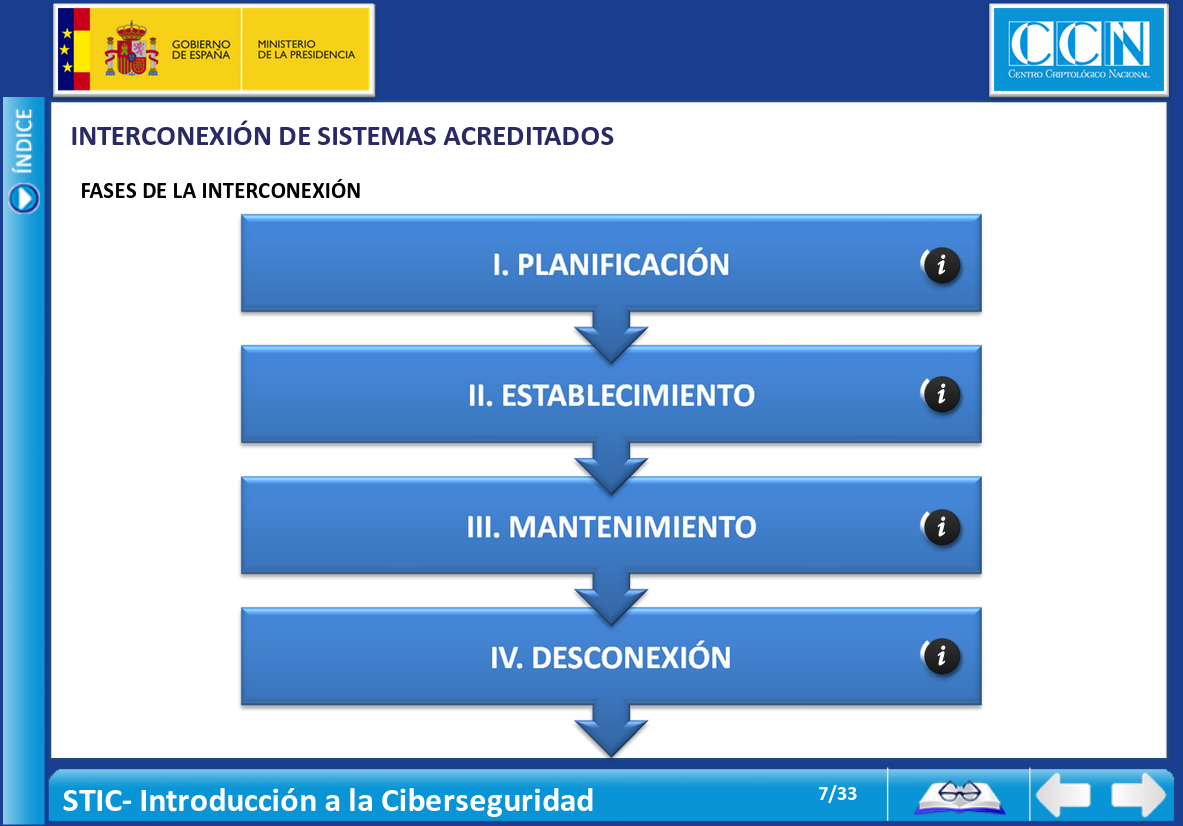 GOBIERNO
DE ESPAÑA
MINISTERIO
DE LA PRESIDENCIA
CCN
CENTRO CRIPTOLÓGICO NACIONAL
ÍNDICE
INTERCONEXIÓN DE SISTEMAS ACREDITADOS
FASES DE LA INTERCONEXIÓN
I. PLANIFICACIÓN
i
II. ESTABLECIMIENTO
i
III. MANTENIMIENTO
i
IV. DESCONEXIÓN
i
STIC- Introducción a la Ciberseguridad
7/33